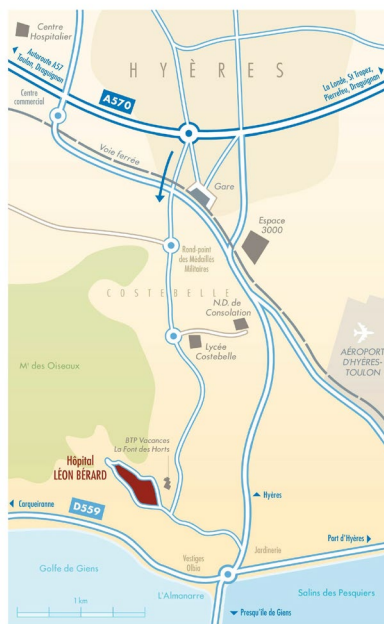 Centre
Hospitalier
Autoroute A57
Toulon, Draguignan
HYÈRES
La Londe, St Tropez,
Pierrefeu, Draguignan
A570
Centre
commercial
Voie ferrée
Gare
Espace
3000
Rond-point
des Médaillés
Militaires
COSTEBELLE
N.D. de
Consolation
Lycée
Costebelle
AÉROPORT
D'HYÈRES-
TOULON
Mt des Oiseaux
BTP Vacances
La Font des Horts
Hôpital
LÉON BÉRARD
Carqueiranne
D559
Hyères
Port d'Hyères
Vestiges
Olbia
Jardinerie
Golfe de Giens
L'Almanarre
Salins des Pesquiers
1 km
Presqu'île de Giens